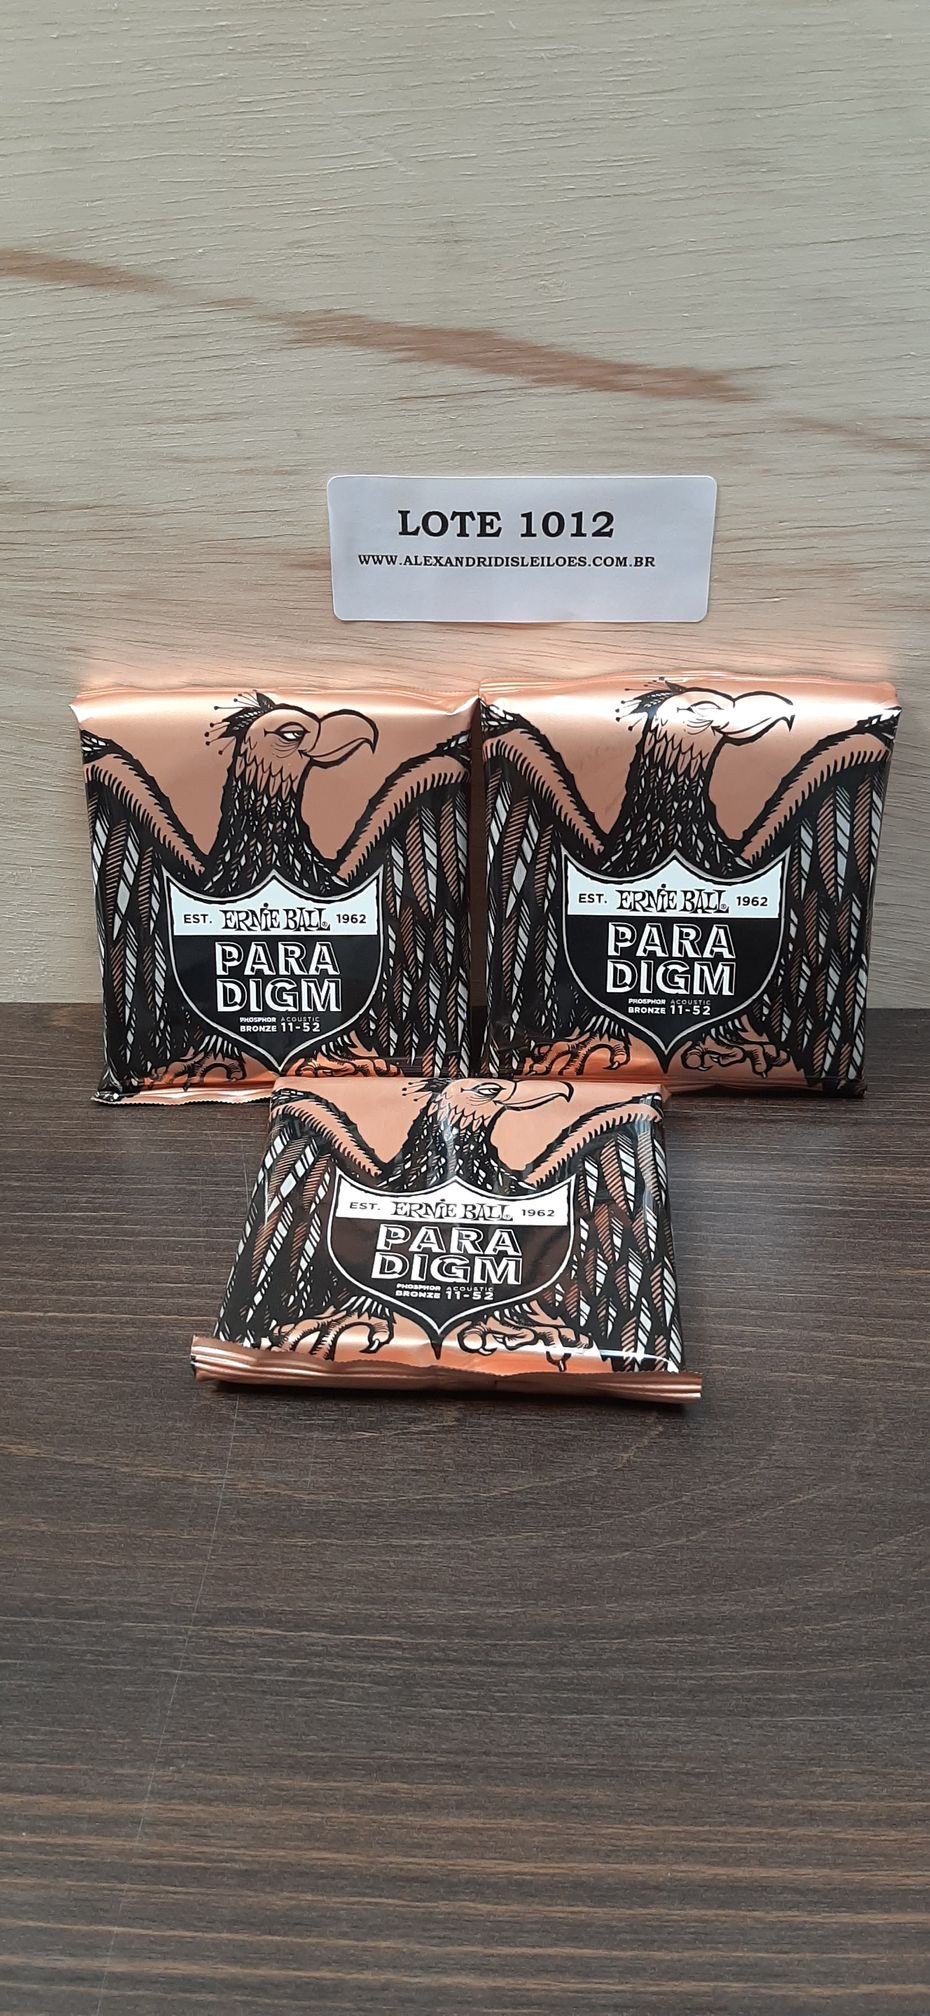 LOTE 1012
WWW.ALEXANDRIDISLEILOES.COM.BR
EST. ERNIE BALL® 1962
PARA
DIGM
PHOSPHOR ACOUSTIC
BRONZE 11-52
EST. ERNIE BALL® 1962
PARA
DIGM
PHOSPHOR ACOUSTIC
BRONZE 11-52
EST. ERNIE BALL® 1962
PARA
DIGM
PHOSPHOR ACOUSTIC
BRONZE 11-52